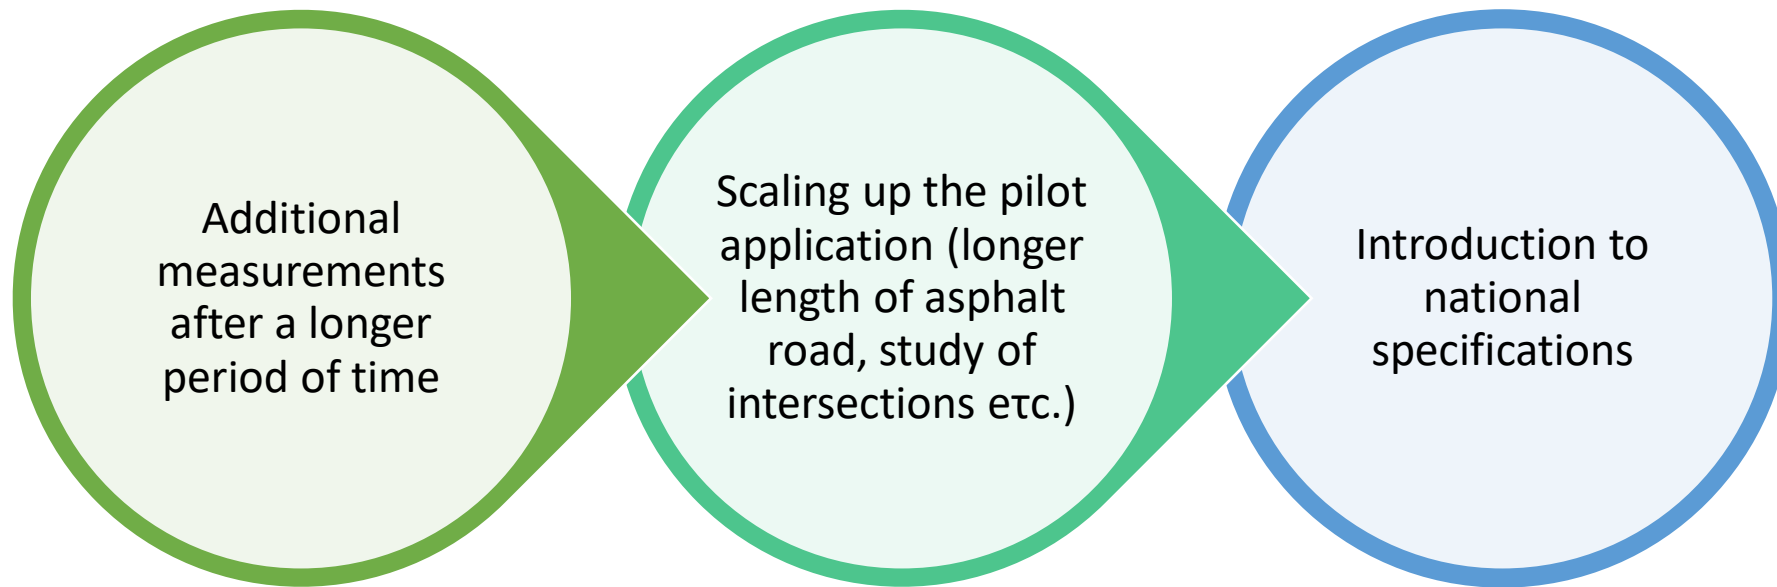 Additional
measurements
after a longer
period of time
Scaling up the pilot
application (longer
length of asphalt
road, study of
intersections eτc.)
Introduction to
national
specifications